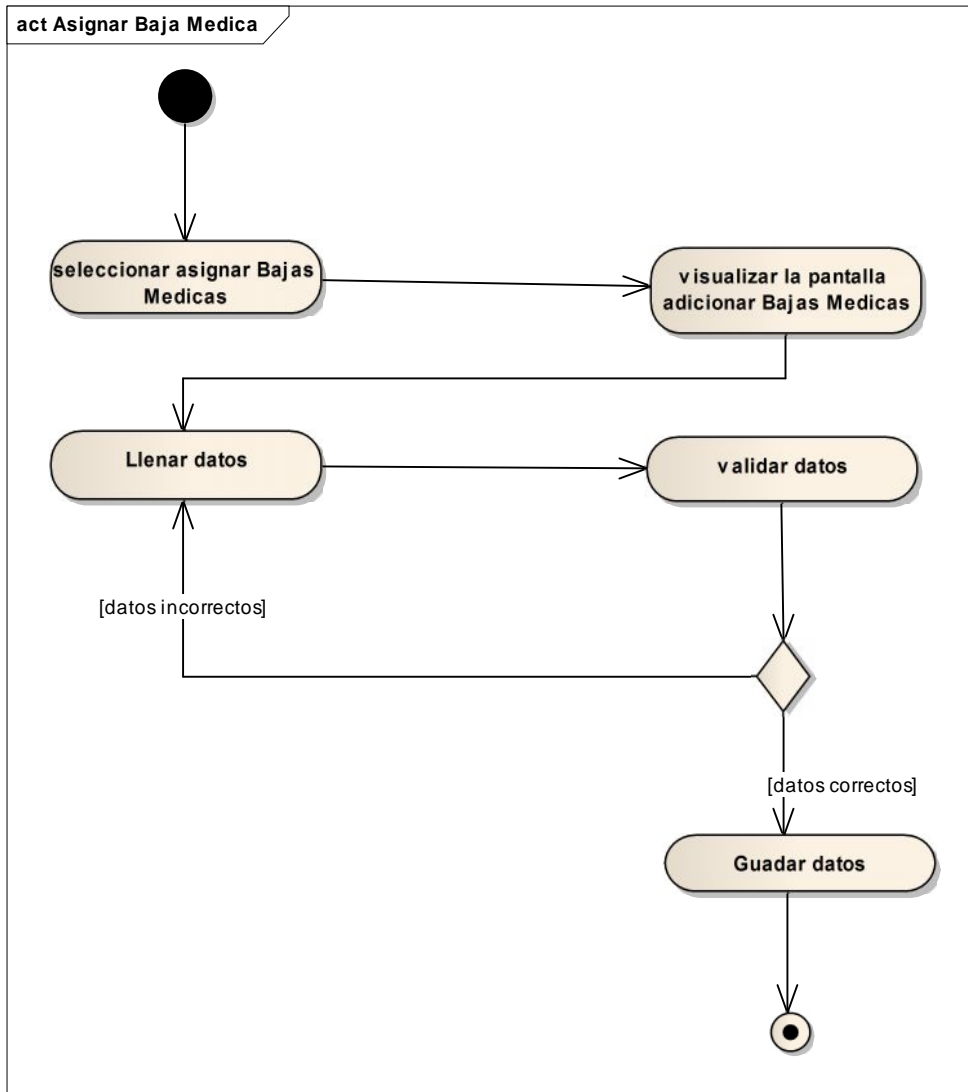 act Asignar Baja Medica
seleccionar asignar Bajas
Medicas
visualizar la pantalla
adicionar Bajas Medicas
Llenar datos
validar datos
[datos incorrectos]
[datos correctos]
Guadar datos